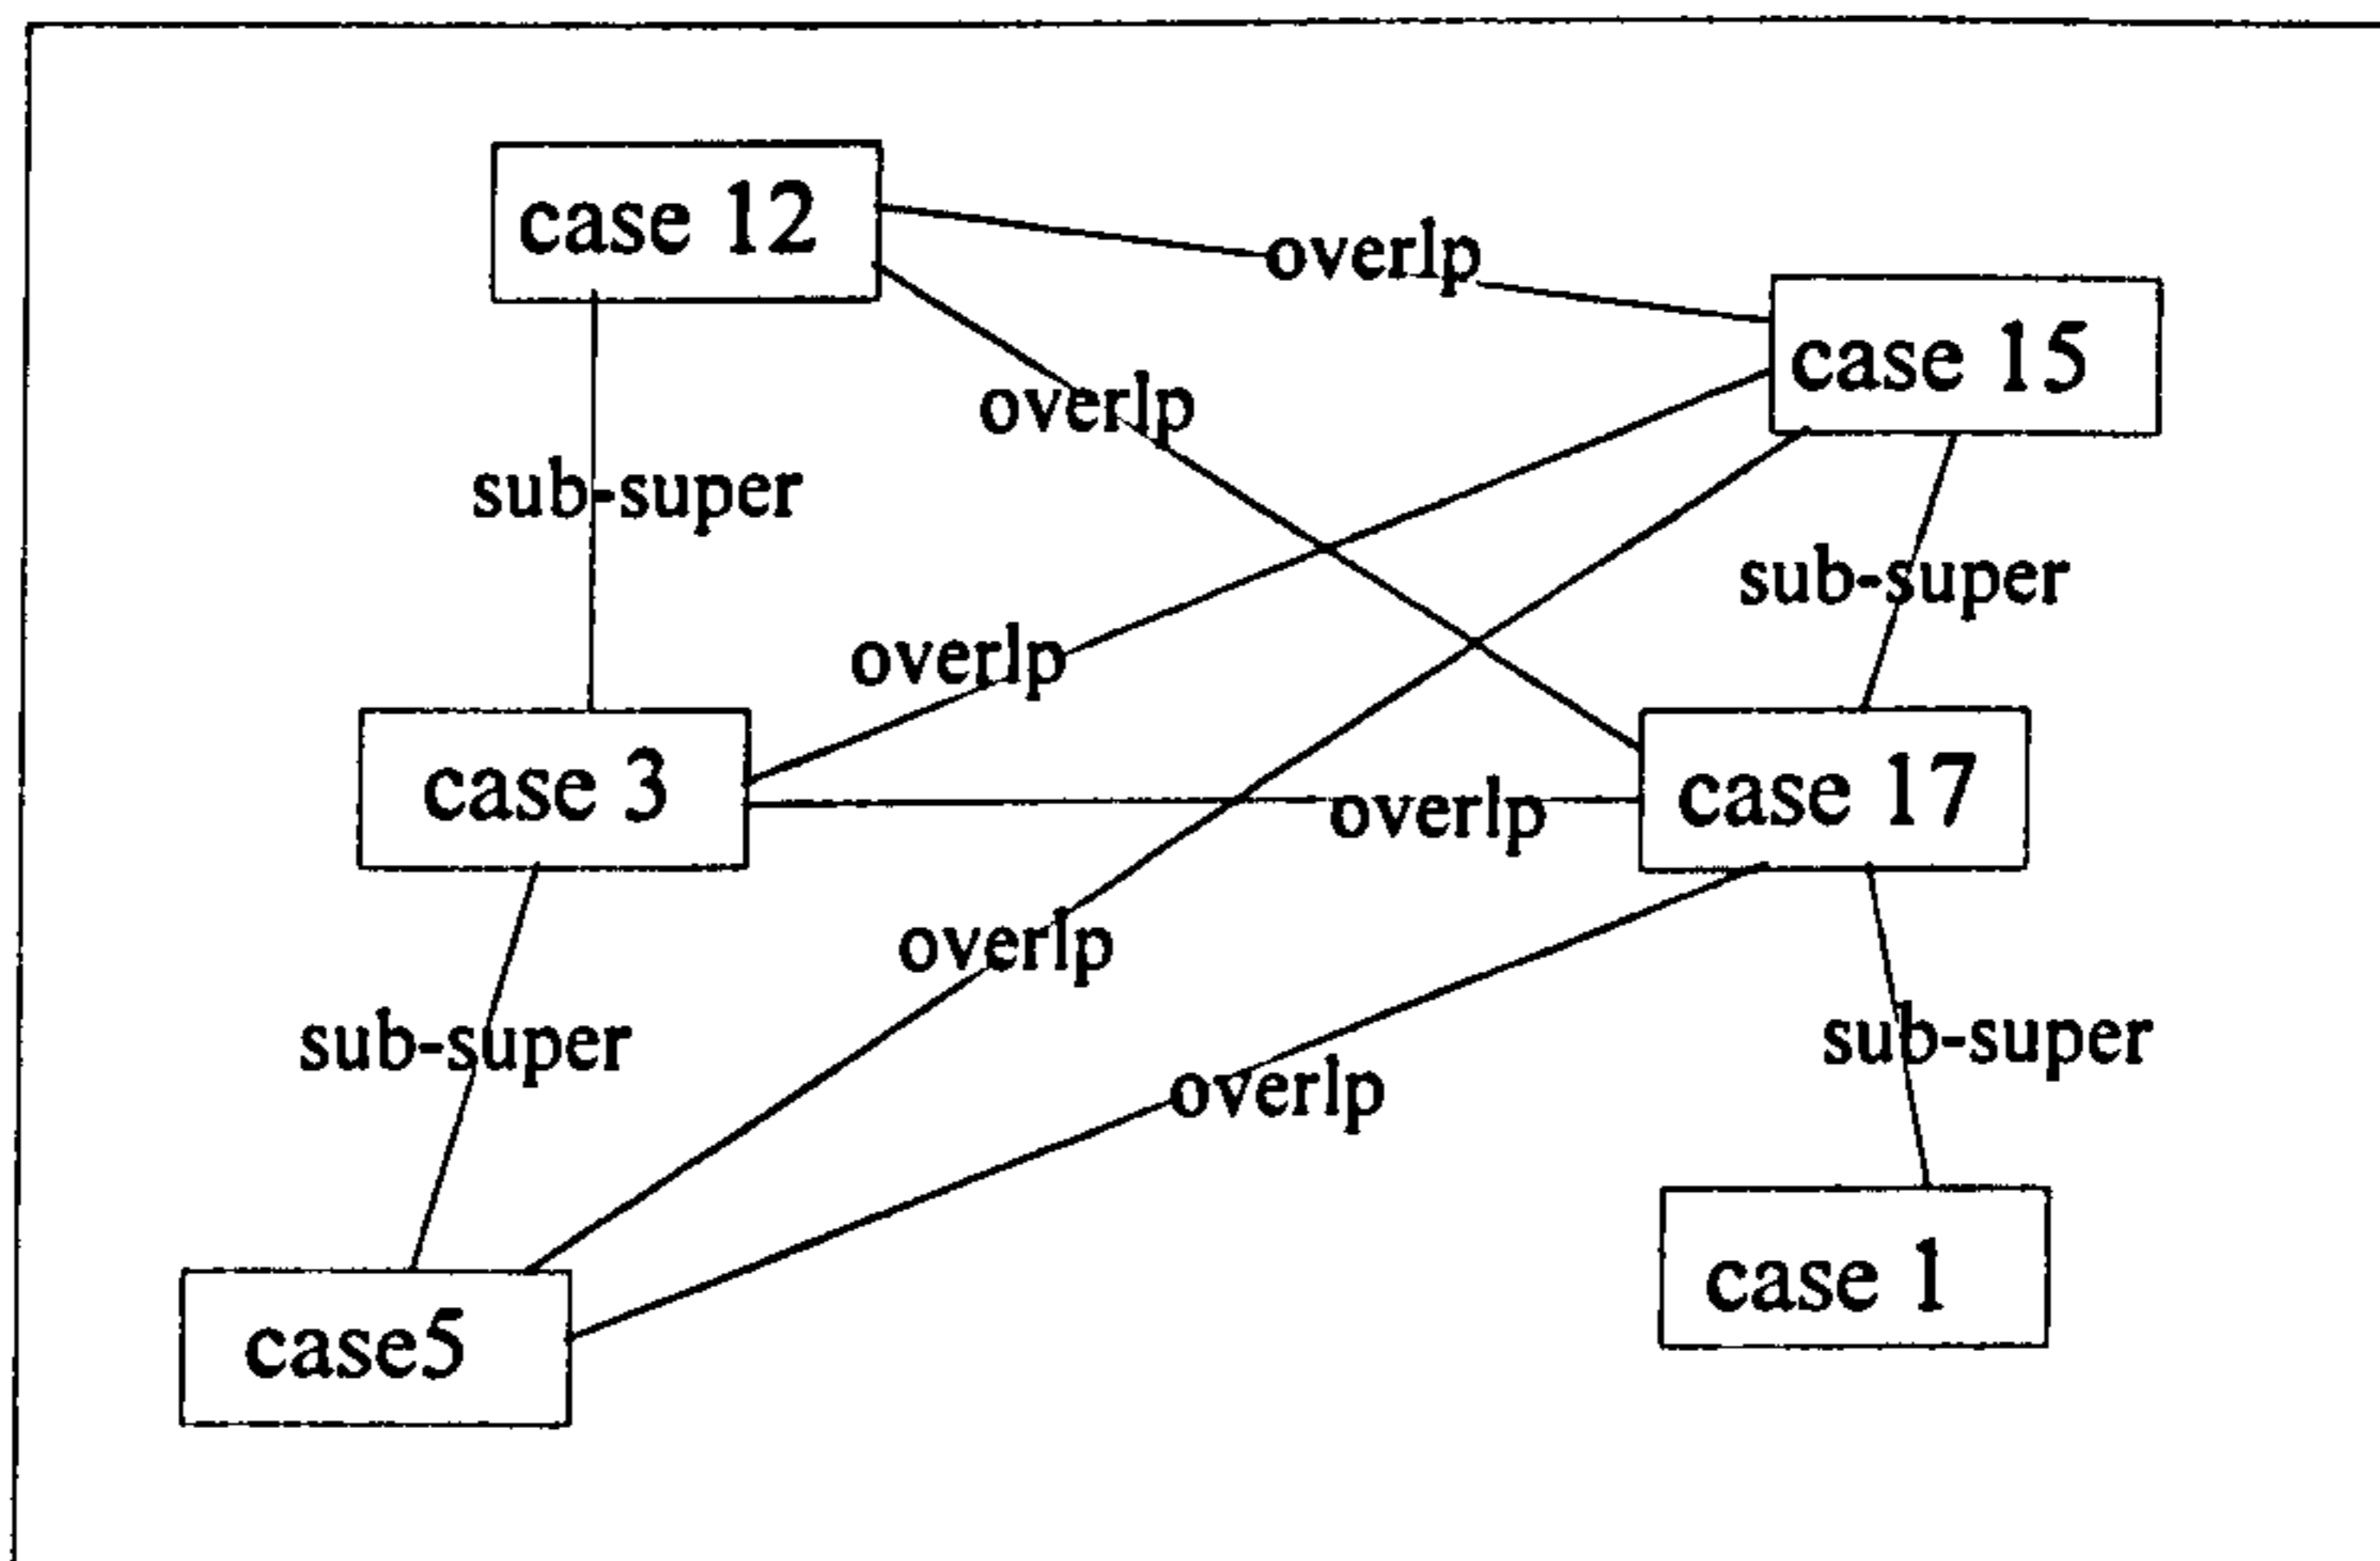 case 12
overlp
case 15
overlp
sub-super
sub-super
overlp
case 3
overlp
case 17
overlp
sub-super
overlp
sub-super
case5
case 1